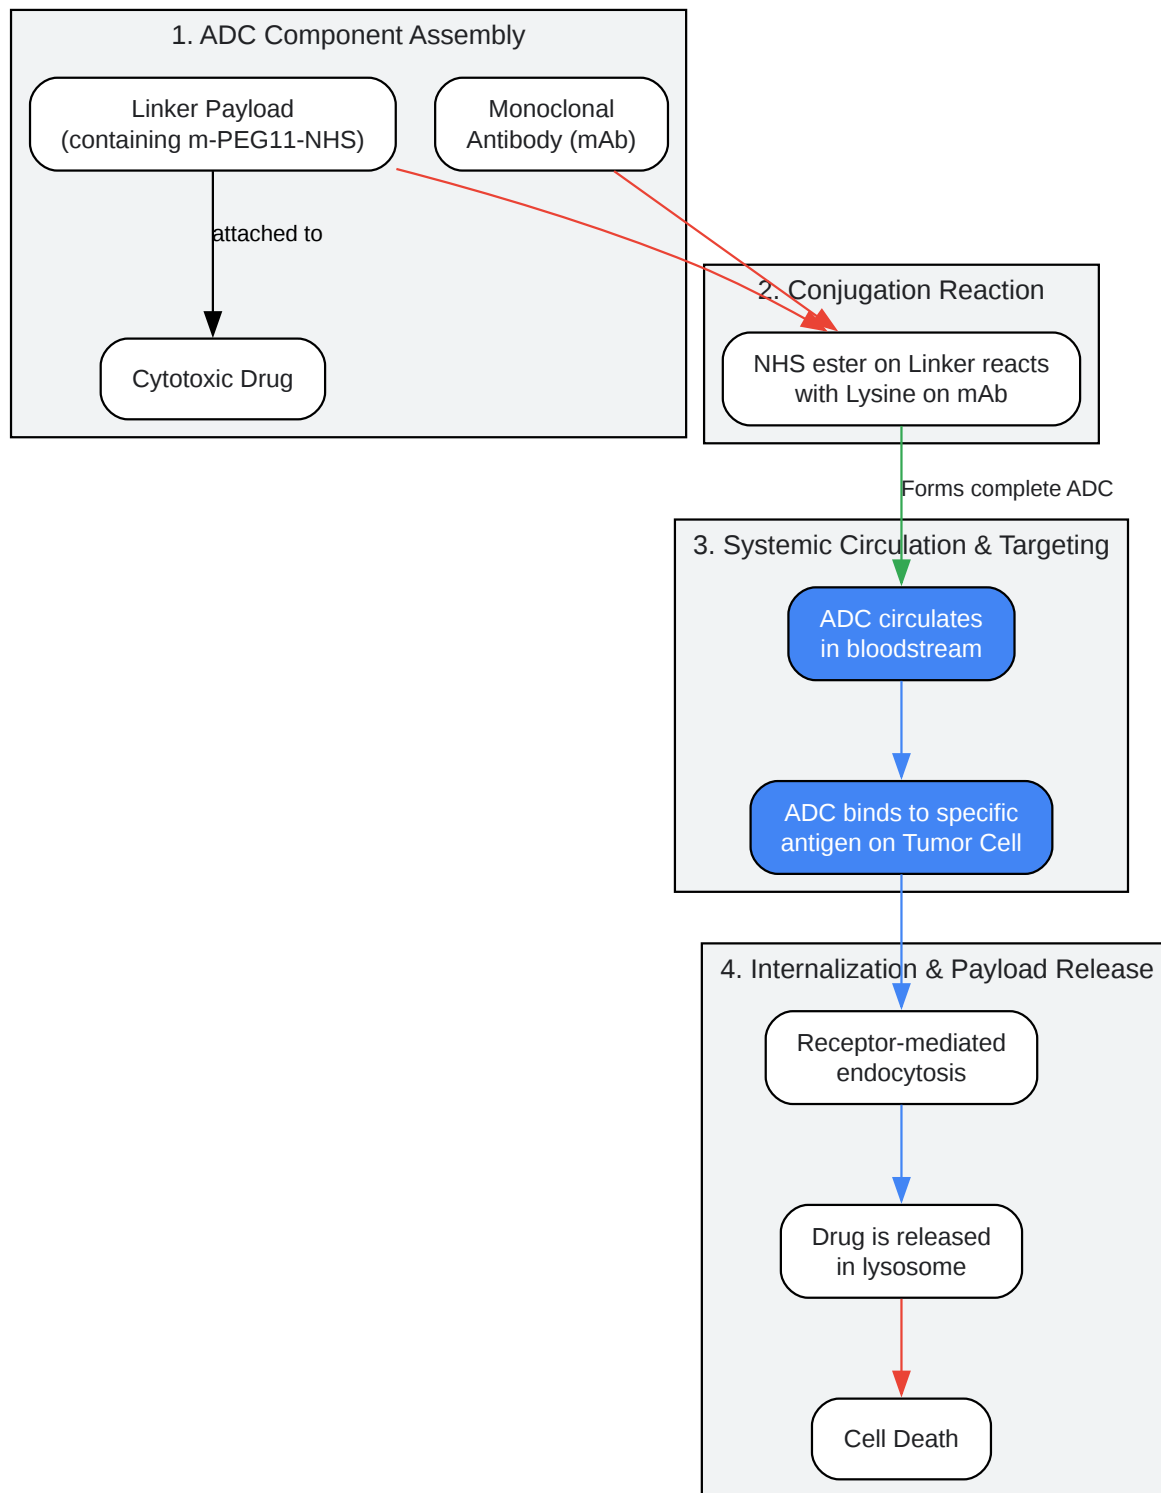 1. ADC Component Assembly
Linker Payload
(containing m-PEG11-NHS)
Monoclonal
Antibody (mAb)
attached to
Cytotoxic Drug
2. Conjugation Reaction
NHS ester on Linker reacts
with Lysine on mAb
Forms complete ADC
3. Systemic Circulation & Targeting
ADC circulates
in bloodstream
ADC binds to specific
antigen on Tumor Cell
4. Internalization & Payload Release
Receptor-mediated
endocytosis
Drug is released
in lysosome
Cell Death